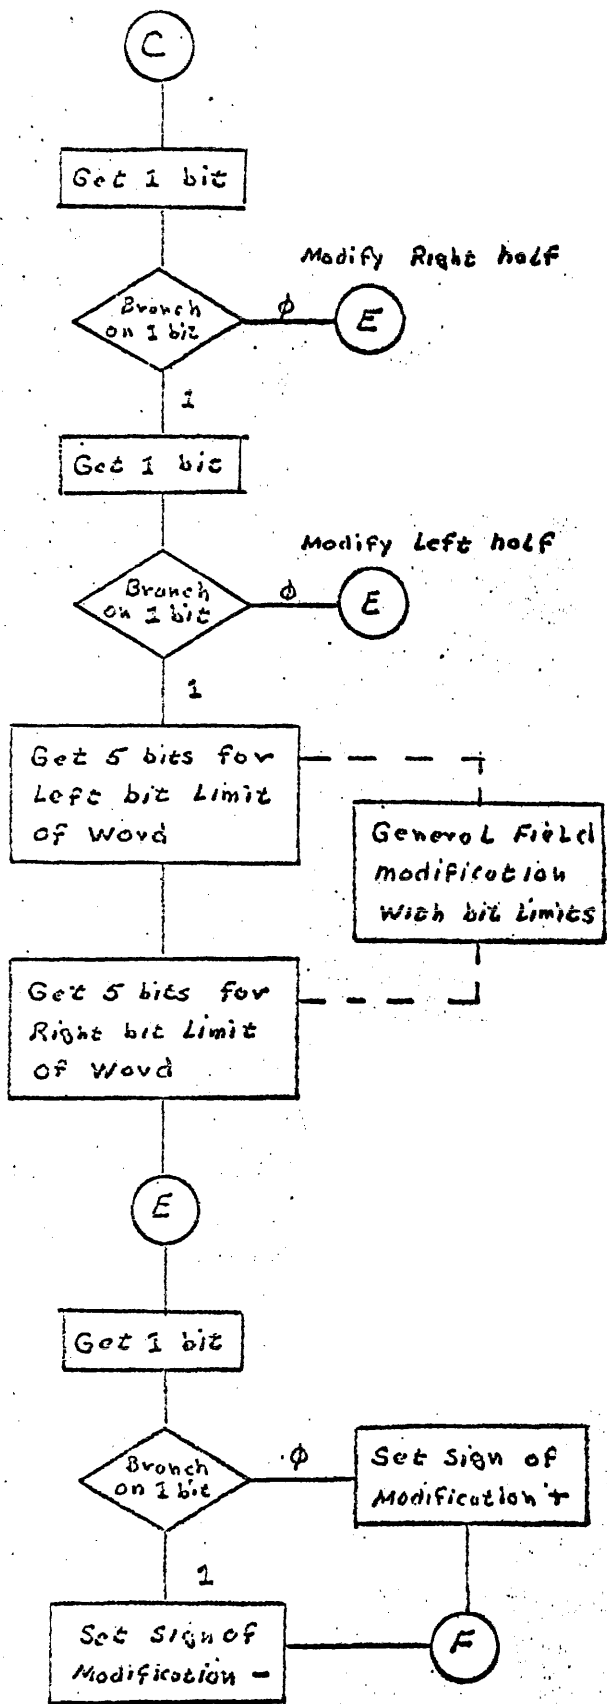 C
Get 1 bit
Modify Right half
Branch
on 1 bit
ϕ
E
1
Get 1 bit
Modify Left half
Branch
on 1 bit
ϕ
E
1
Get 5 bits for
Left bit Limit
of Word
General Field
modification
with bit Limits
Get 5 bits for
Right bit Limit
of Word
E
Get 1 bit
Branch
on 1 bit
ϕ
Set Sign of
Modification +
1
Set Sign of
Modification -
F